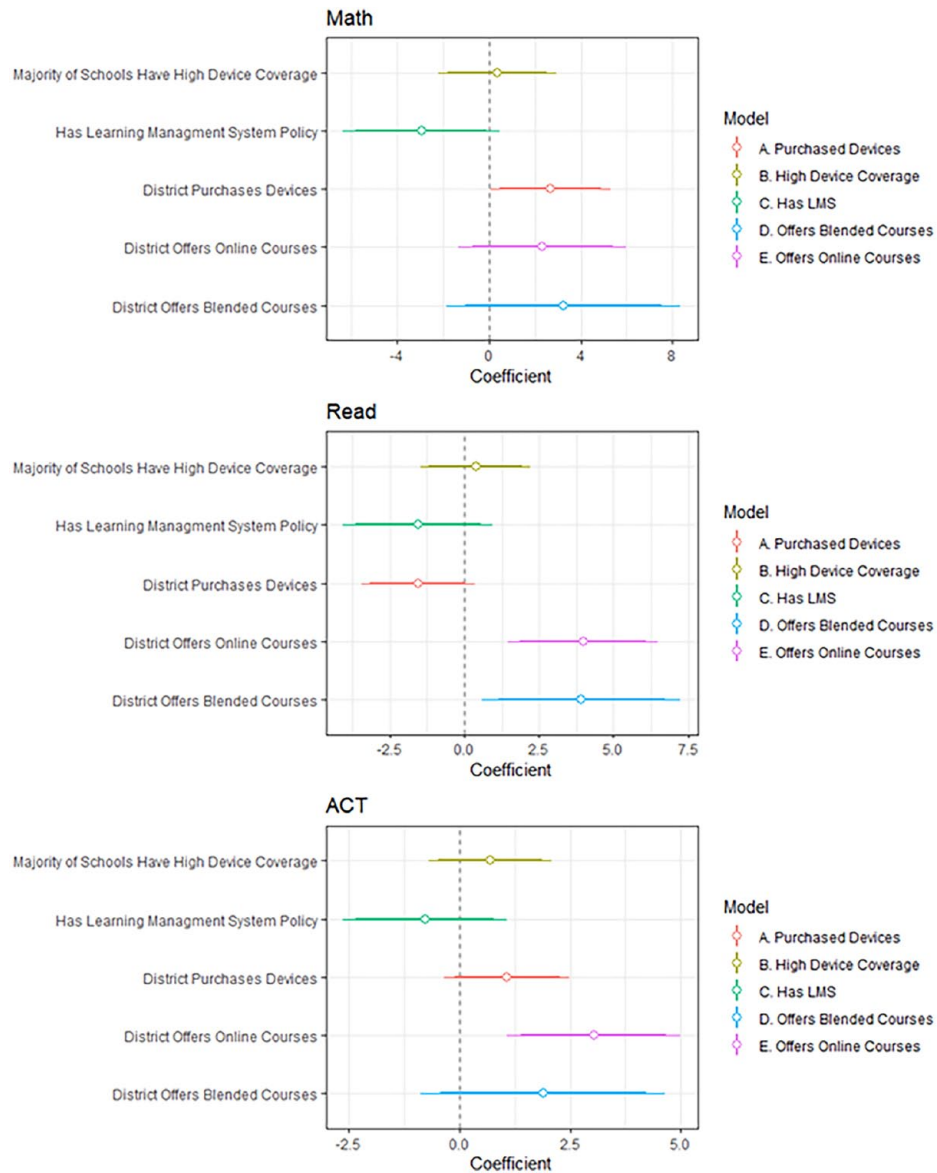 Math
Majority of Schools Have High Device Coverage
Has Learning Managment System Policy
District Purchases Devices
District Offers Online Courses
District Offers Blended Courses
-4 0 4 8
Coefficient
Model
A. Purchased Devices
B. High Device Coverage
C. Has LMS
D. Offers Blended Courses
E. Offers Online Courses
Read
Majority of Schools Have High Device Coverage
Has Learning Managment System Policy
District Purchases Devices
District Offers Online Courses
District Offers Blended Courses
-2.5 0.0 2.5 5.0 7.5
Coefficient
Model
A. Purchased Devices
B. High Device Coverage
C. Has LMS
D. Offers Blended Courses
E. Offers Online Courses
ACT
Majority of Schools Have High Device Coverage
Has Learning Managment System Policy
District Purchases Devices
District Offers Online Courses
District Offers Blended Courses
-2.5 0.0 2.5 5.0
Coefficient
Model
A. Purchased Devices
B. High Device Coverage
C. Has LMS
D. Offers Blended Courses
E. Offers Online Courses